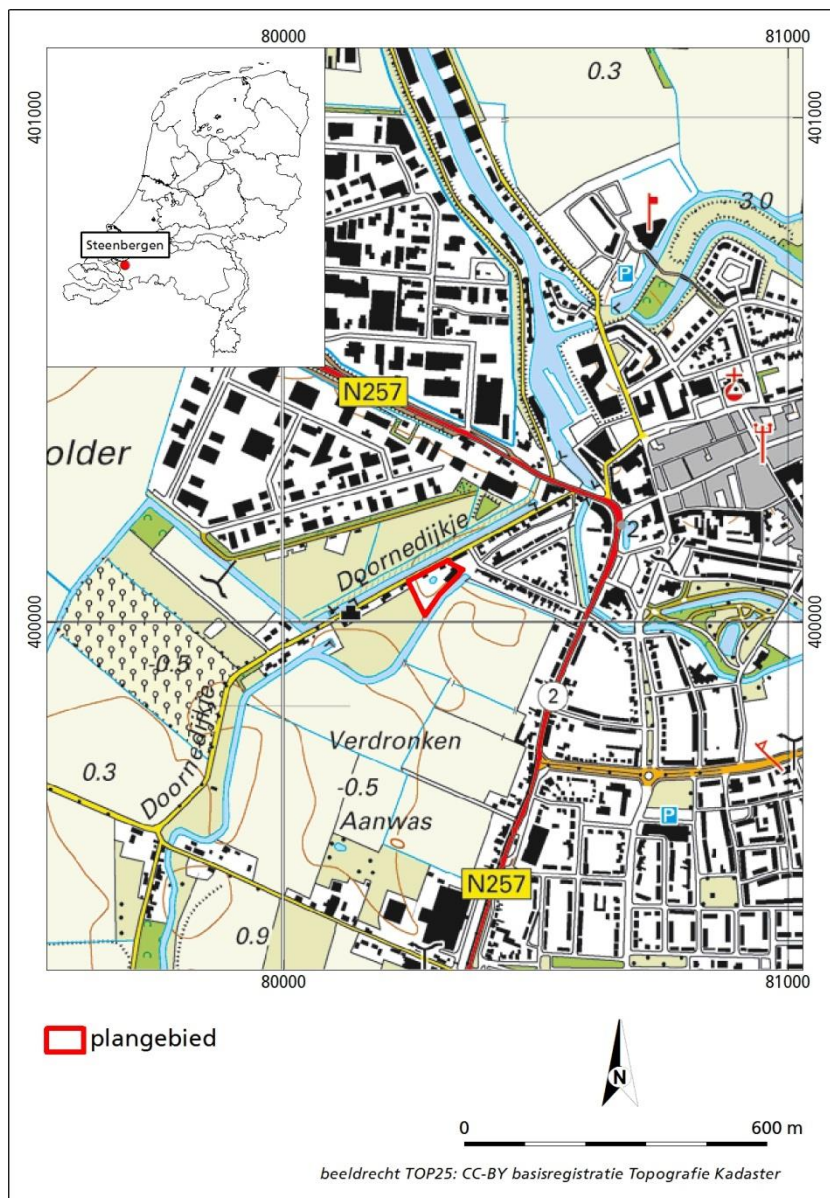 80000
81000
401000
401000
0.3
3.0
Steenbergen
P
N257
older
2
Doornedijkje
400000
400000
-0.5
Doornedijkje
2
Verdronken
-0.5
Aanwas
0.3
P
N257
0.9
80000
81000
plangebied
N
0
600 m
beeldrecht TOP25: CC-BY basisregistratie Topografie Kadaster